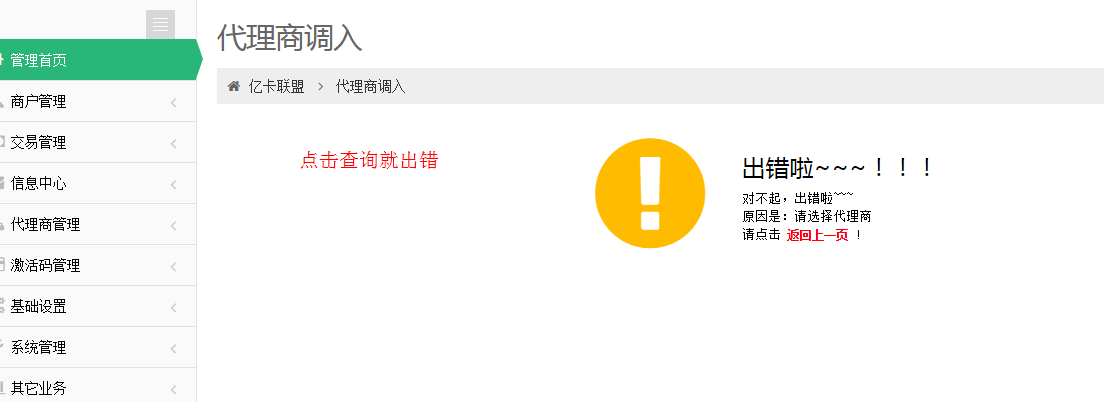 代理商调入
亿卡联盟 > 代理商调入
管理首页
商户管理
交易管理
信息中心
代理商管理
激活码管理
基础设置
系统管理
其它业务
点击查询就出错
出错啦~~~！！！
对不起，出错啦~~~
原因是：请选择代理商
请点击 返回上一页 ！